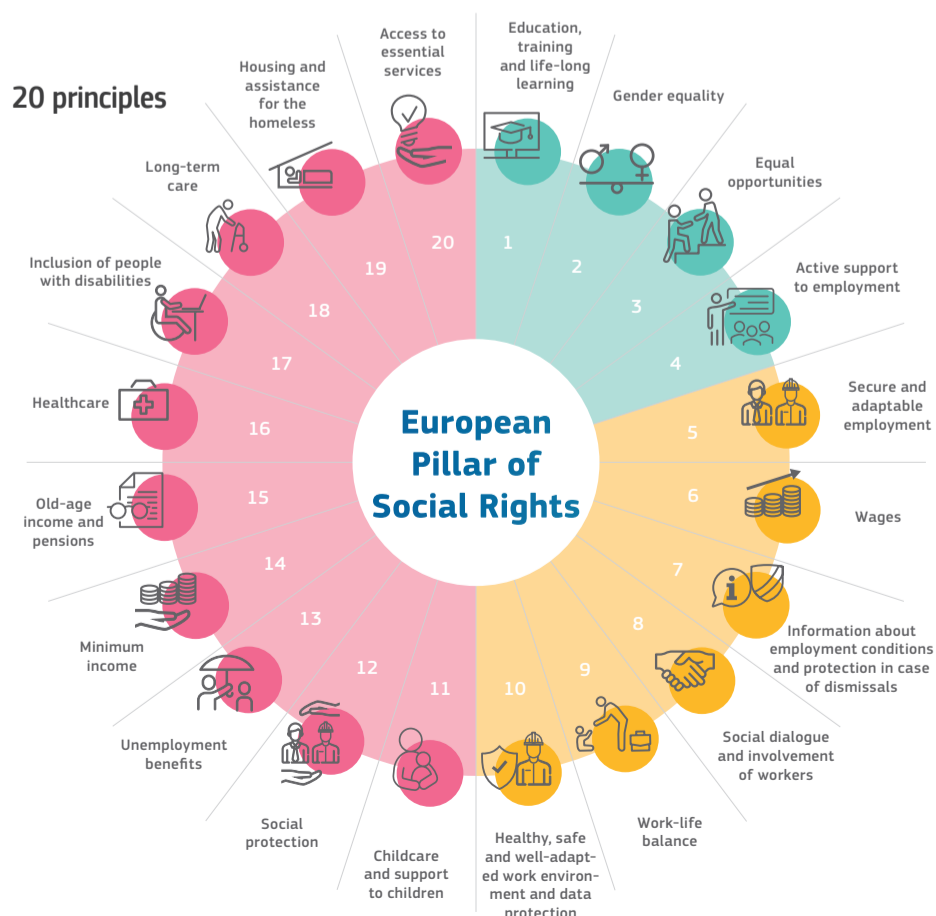 20 principles
European
Pillar of
Social Rights
1
Education,
training
and life-long
learning
2
Gender equality
3
Equal
opportunities
4
Active support
to employment
5
Secure and
adaptable
employment
6
Wages
7
Information about
employment conditions
and protection in case
of dismissals
8
Social dialogue
and involvement
of workers
9
Work-life
balance
10
Healthy, safe
and well-adapt-
ed work environ-
ment and data
protection
11
Childcare
and support
to children
12
Social
protection
13
Unemployment
benefits
14
Minimum
income
15
Old-age
income and
pensions
16
Healthcare
17
Inclusion of people
with disabilities
18
Long-term
care
19
Housing and
assistance
for the
homeless
20
Access to
essential
services
i